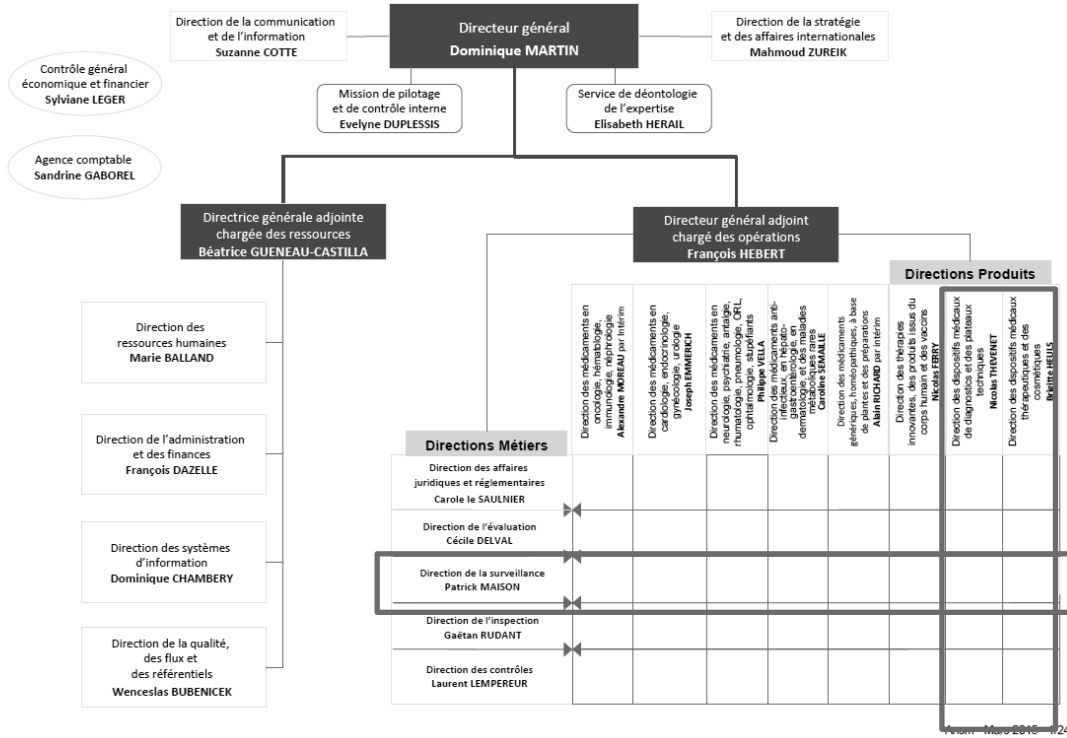 Direction de la communication
et de l'information
Suzanne COTTE
Directeur général
Dominique MARTIN
Direction de la stratégie
et des affaires internationales
Mahmoud ZUREIK
Contrôle général
économique et financier
Sylviane LEGER
Mission de pilotage
et de contrôle interne
Evelyne DUPLESSIS
Service de déontologie
de l'expertise
Elisabeth HERAIL
Agence comptable
Sandrine GABOREL
Directrice générale adjointe
chargée des ressources
Béatrice GUENEAU-CASTILLA
Directeur général adjoint
chargé des opérations
François HEBERT
Direction des
ressources humaines
Marie BALLAND
Direction de l'administration
et des finances
François DAZELLE
Direction des systèmes
d'information
Dominique CHAMBERY
Direction de la qualité,
des flux et
des référentiels
Wenceslas BUBENICEK
Directions Produits
Direction des médicaments en
oncologie, hématologie,
immunologie, néphrologie
Alexandre MOREAU par Intérim
Direction des médicaments en
cardiologie, endocrinologie,
gynécologie, urologie
Joseph EMMERICH
Direction des médicaments en
neurologie, psychiatrie, antalgie,
rhumatologie, pneumologie, ORL,
ophtalmologie, stupéfiants
Philippe VELLA
Direction des médicaments anti-
infectieux, en hépato-
gastroentérologie, en
dermatologie, et des maladies
métaboliques rares
Caroline SEMAILLE
Direction des médicaments
génériques, homéopathiques, à base
de plantes et des préparations
Alain RICHARD par intérim
Direction des thérapies
innovantes, des produits issus du
corps humain et des vaccins
Nicolas FERRY
Direction des dispositifs médicaux
de diagnostics et des plateaux
techniques
Nicolas THEVENET
Direction des dispositifs médicaux
thérapeutiques et des
cosmétiques
Brigitte HEULS
Directions Métiers
Direction des affaires
juridiques et réglementaires
Carole le SAULNIER
Direction de l'évaluation
Cécile DELVAL
Direction de la surveillance
Patrick MAISON
Direction de l'inspection
Gaëtan RUDANT
Direction des contrôles
Laurent LEMPEREUR
Mars 2015